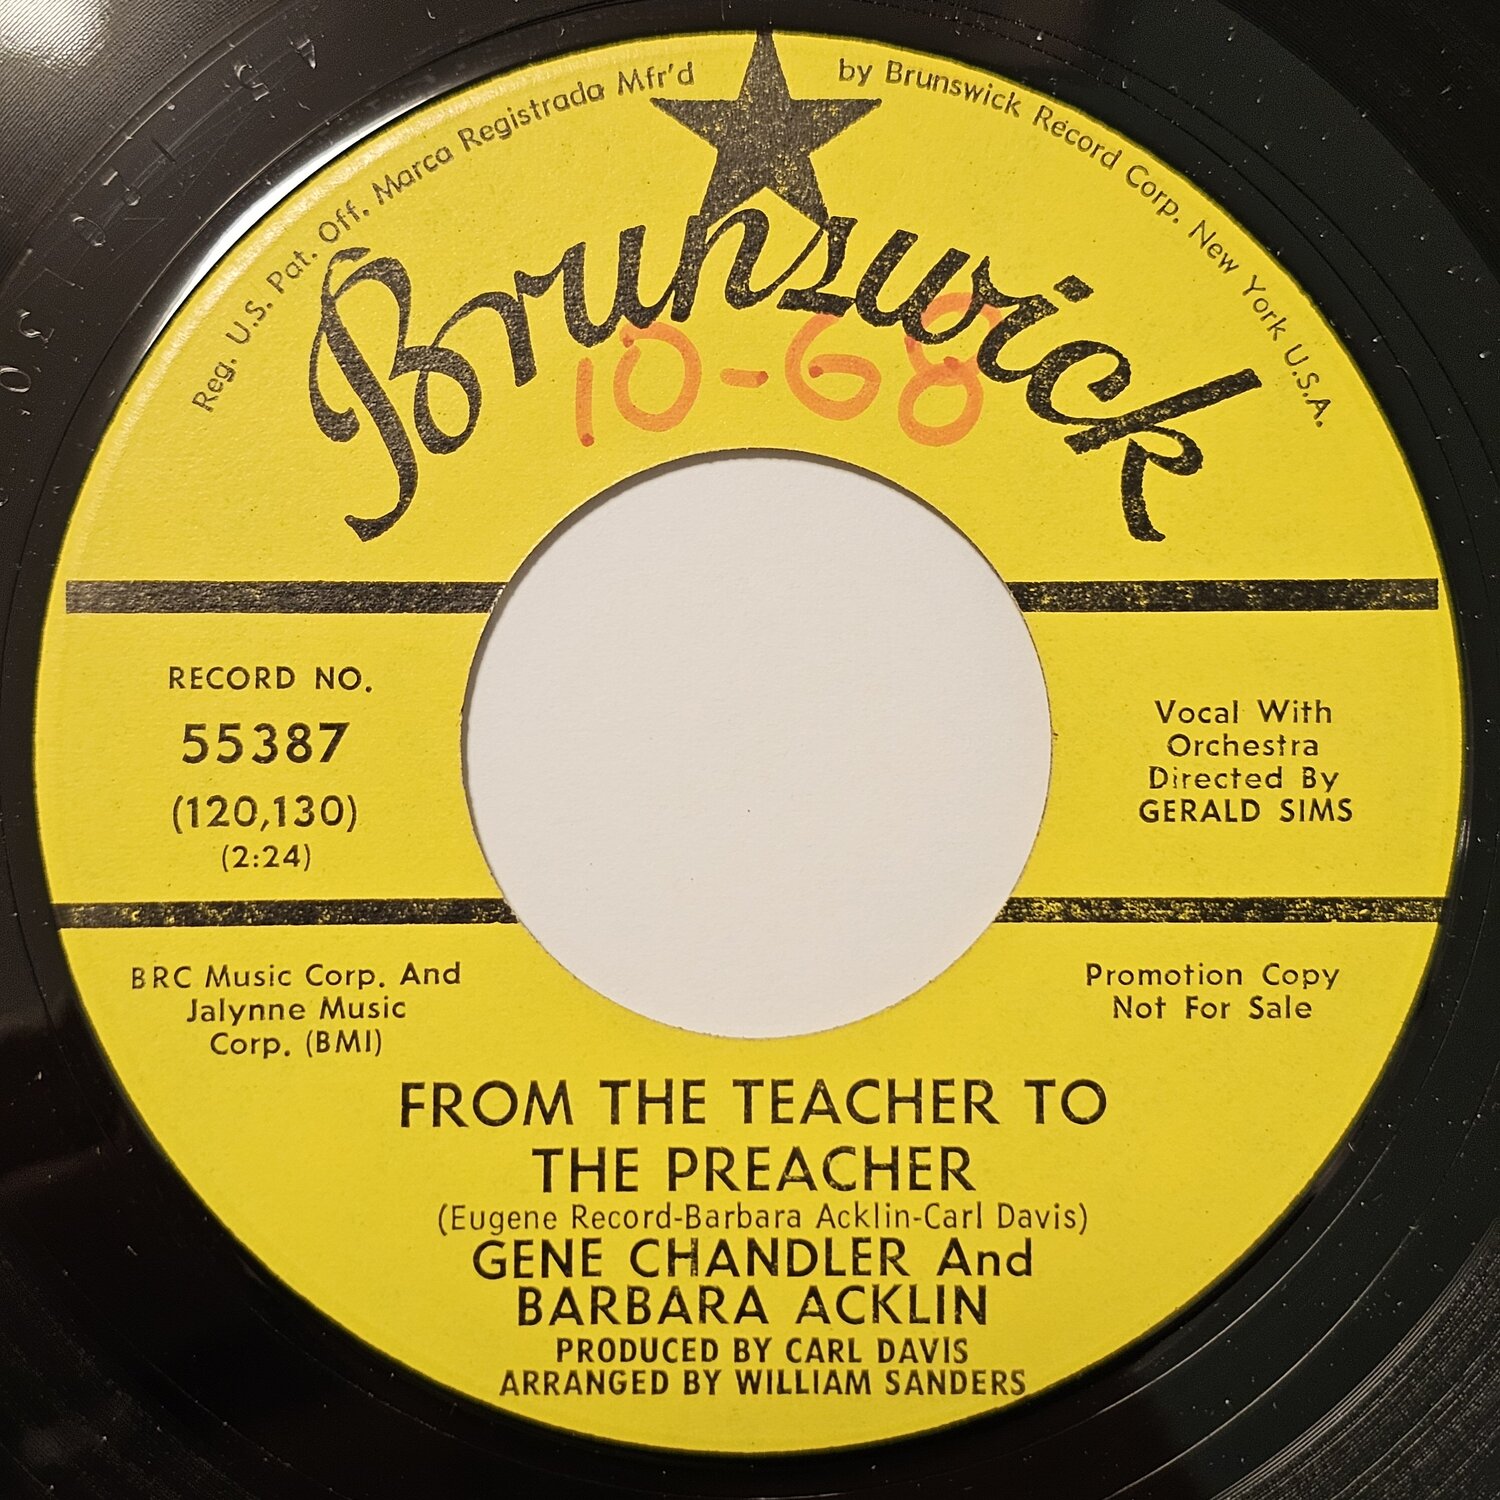 Reg. U.S. Pat. Off. Marca Registrada Mfr'd by Brunswick Record Corp. New York U.S.A.
Brunswick
10-68
RECORD NO.
55387
(120,130)
(2:24)
Vocal With
Orchestra
Directed By
GERALD SIMS
BRC Music Corp. And
Jalynne Music
Corp. (BMI)
Promotion Copy
Not For Sale
FROM THE TEACHER TO
THE PREACHER
(Eugene Record-Barbara Acklin-Carl Davis)
GENE CHANDLER And
BARBARA ACKLIN
PRODUCED BY CARL DAVIS
ARRANGED BY WILLIAM SANDERS